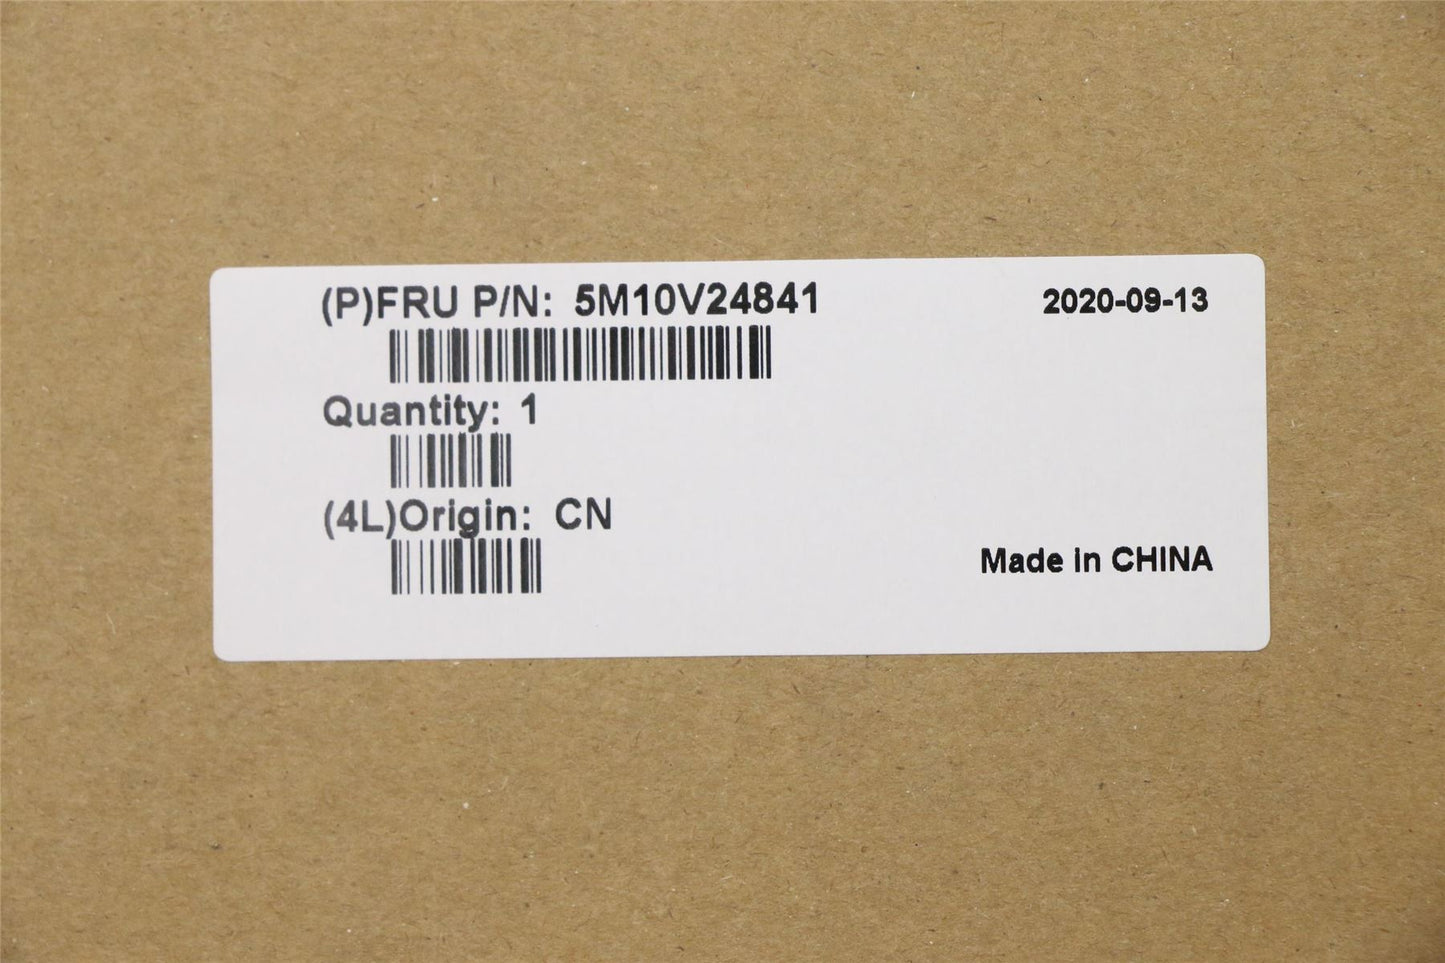 (P)FRU P/N: 5M10V24841
2020-09-13
Quantity: 1
(4L)Origin: CN
Made in CHINA